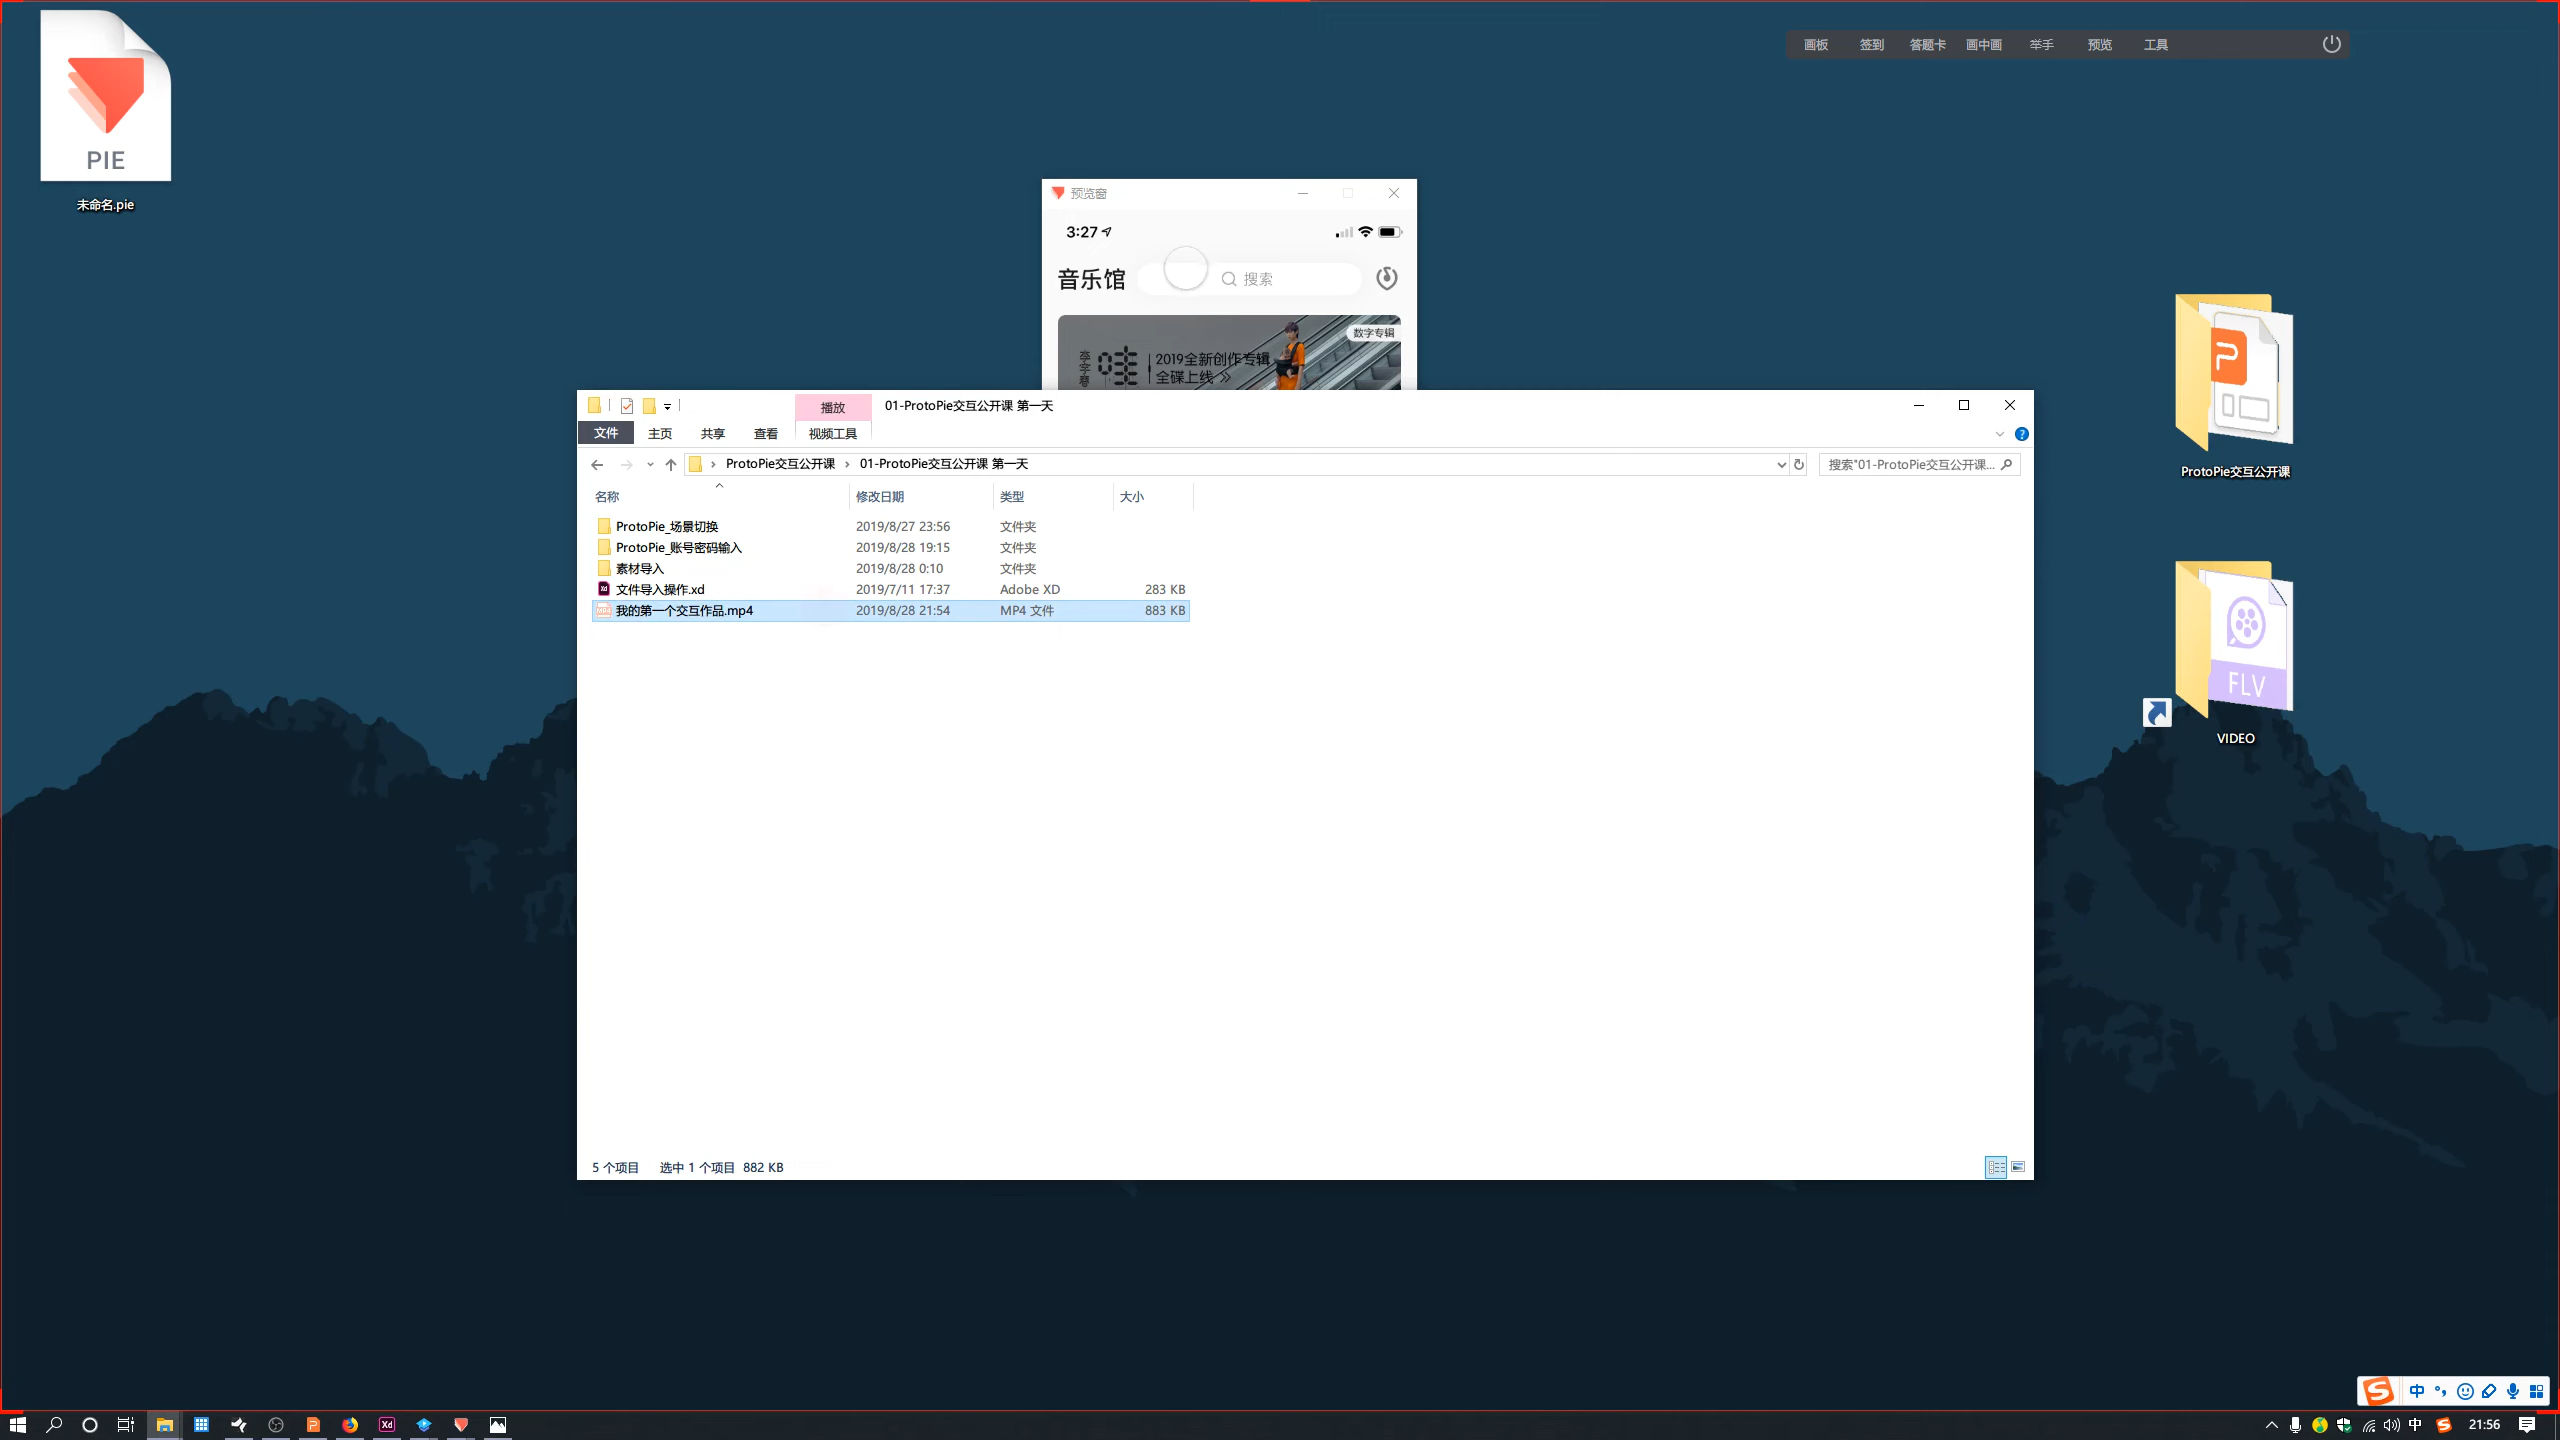 PIE
未命名.pie
画板 签到 答题卡 画中画 举手 预览 工具
预览窗
3:27
音乐馆 搜索
数字专辑
2019全新创作专辑
全碟上线 >>
ProtoPie交互公开课
FLV
VIDEO
播放 01-ProtoPie交互公开课 第一天
文件 主页 共享 查看 视频工具
ProtoPie交互公开课 › 01-ProtoPie交互公开课 第一天 搜索"01-ProtoPie交互公开课...
名称 修改日期 类型 大小
ProtoPie_场景切换 2019/8/27 23:56 文件夹
ProtoPie_账号密码输入 2019/8/28 19:15 文件夹
素材导入 2019/8/28 0:10 文件夹
文件导入操作.xd 2019/7/11 17:37 Adobe XD 283 KB
我的第一个交互作品.mp4 2019/8/28 21:54 MP4 文件 883 KB
5 个项目 选中 1 个项目 882 KB
中
Xd 中 21:56